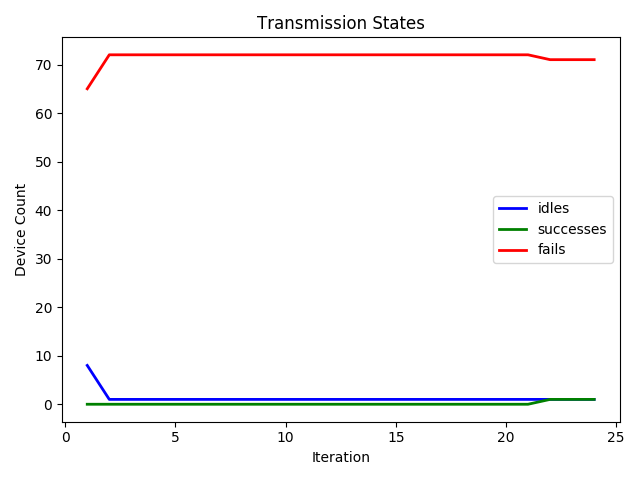 Transmission States
70
60
50
40
30
20
10
0
Device Count
idles
successes
fails
0 5 10 15 20 25
Iteration